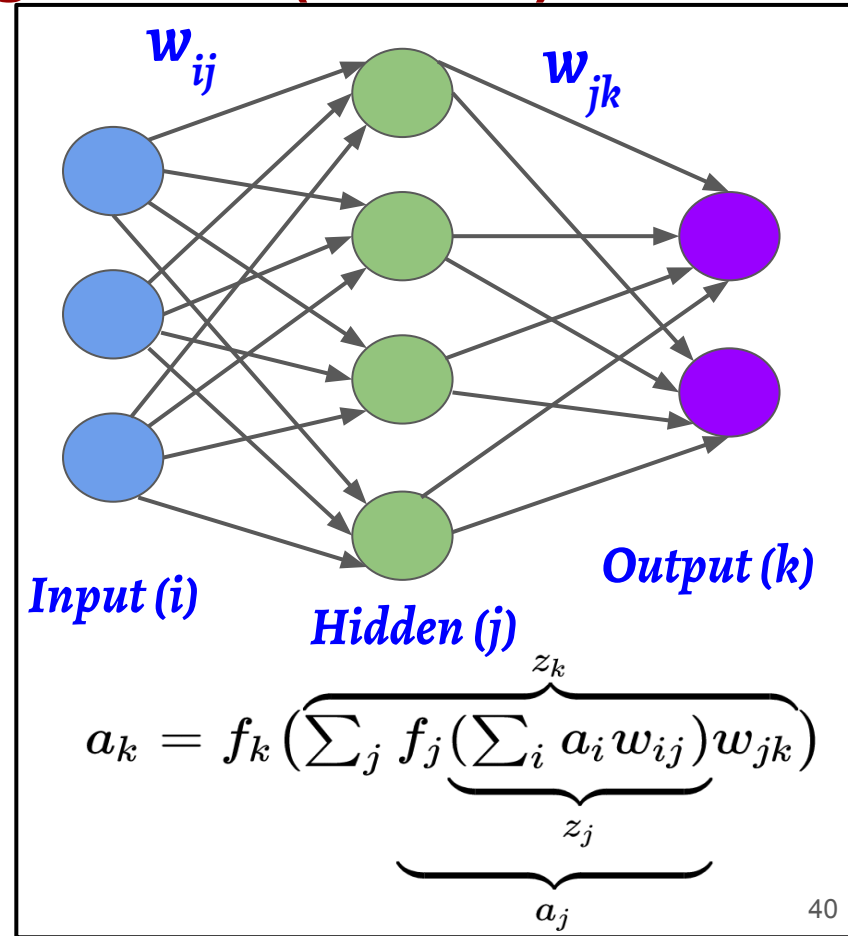 w_ij
w_jk
Input (i)
Hidden (j)
Output (k)
z_k
a_k = f_k(∑_j f_j(∑_i a_i w_ij)w_jk)
z_j
a_j
40